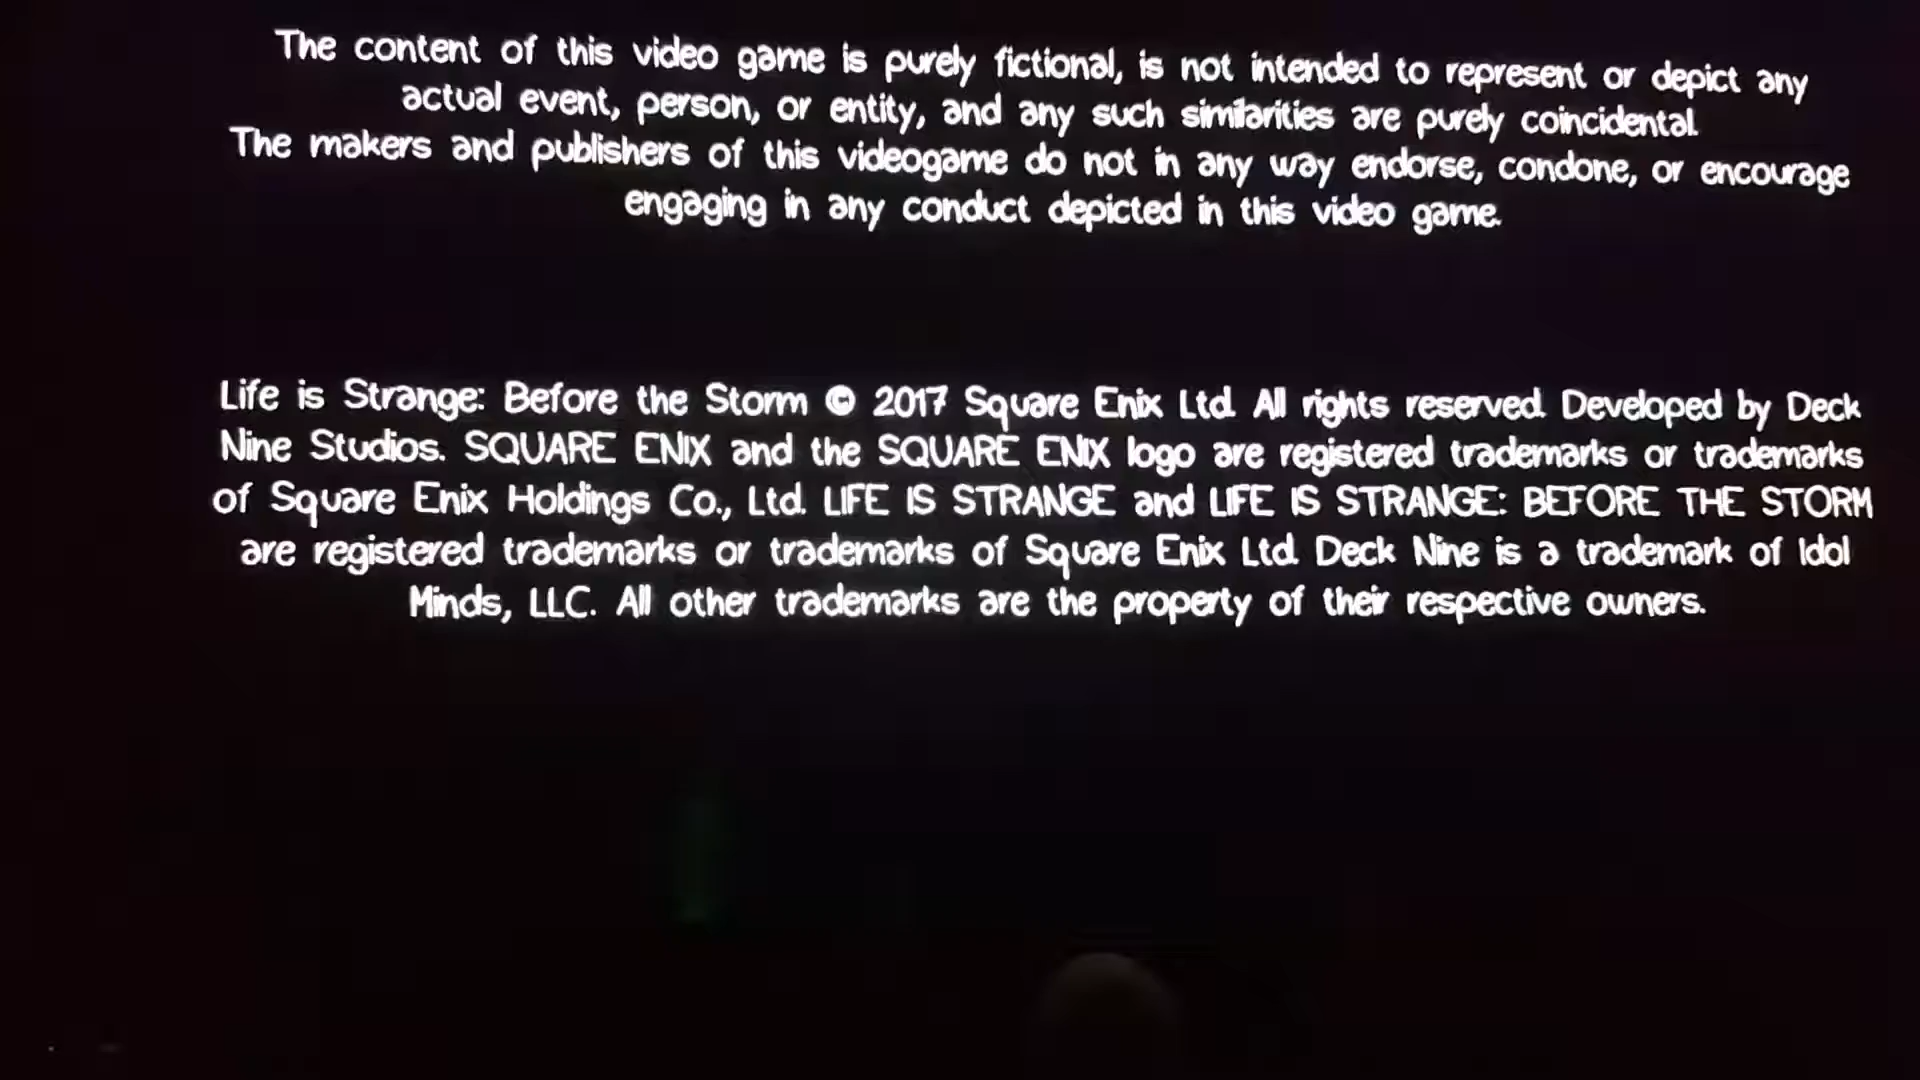 The content of this video game is purely fictional, is not intended to represent or depict any
actual event, person, or entity, and any such similarities are purely coincidental.
The makers and publishers of this videogame do not in any way endorse, condone, or encourage
engaging in any conduct depicted in this video game.
Life is Strange: Before the Storm © 2017 Square Enix Ltd. All rights reserved. Developed by Deck
Nine Studios. SQUARE ENIX and the SQUARE ENIX logo are registered trademarks or trademarks
of Square Enix Holdings Co., Ltd. LIFE IS STRANGE and LIFE IS STRANGE: BEFORE THE STORM
are registered trademarks or trademarks of Square Enix Ltd. Deck Nine is a trademark of Idol
Minds, LLC. All other trademarks are the property of their respective owners.